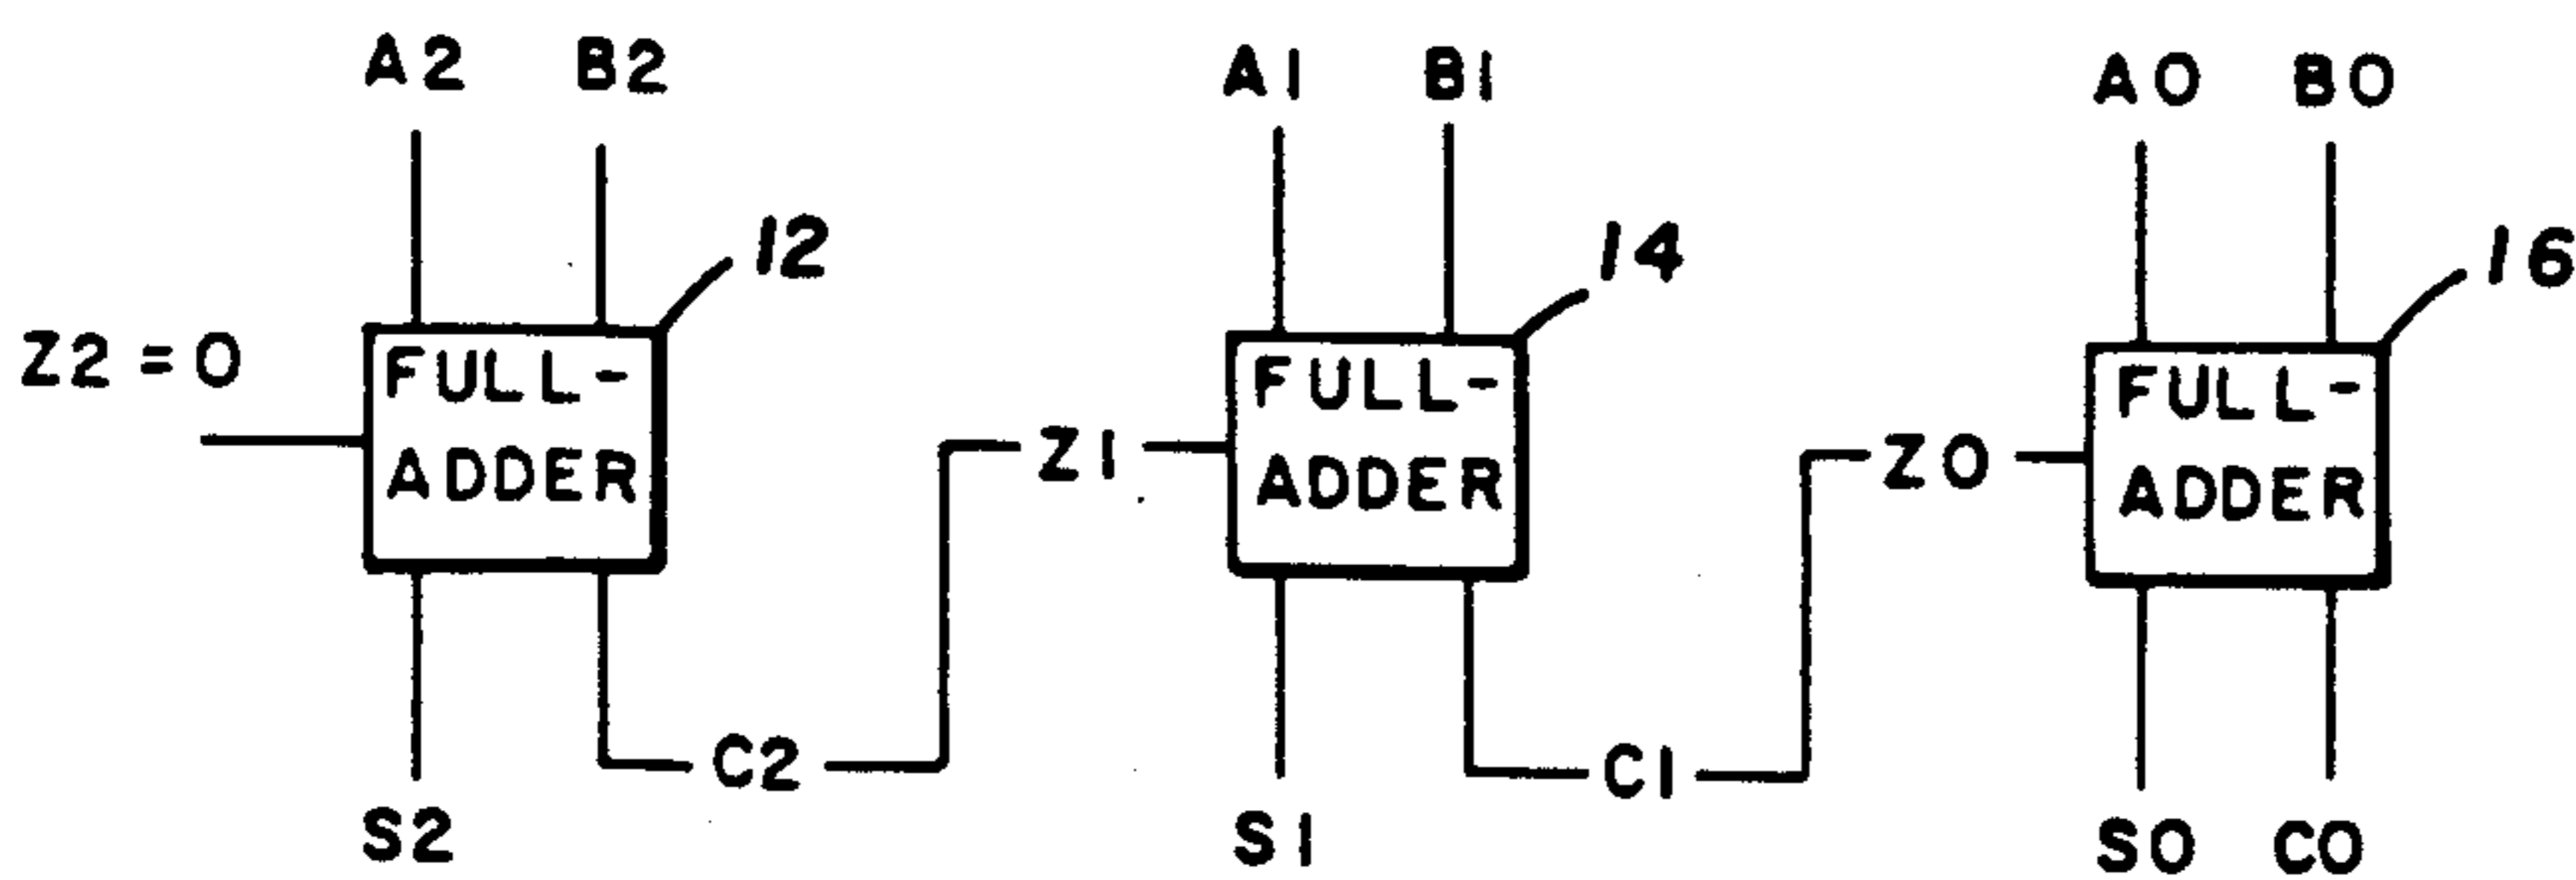 A2 B2 A1 B1 A0 B0
12 14 16
Z2 = 0
FULL- FULL- FULL-
ADDER ADDER ADDER
Z1 Z0
C2 C1
S2 S1 S0 C0